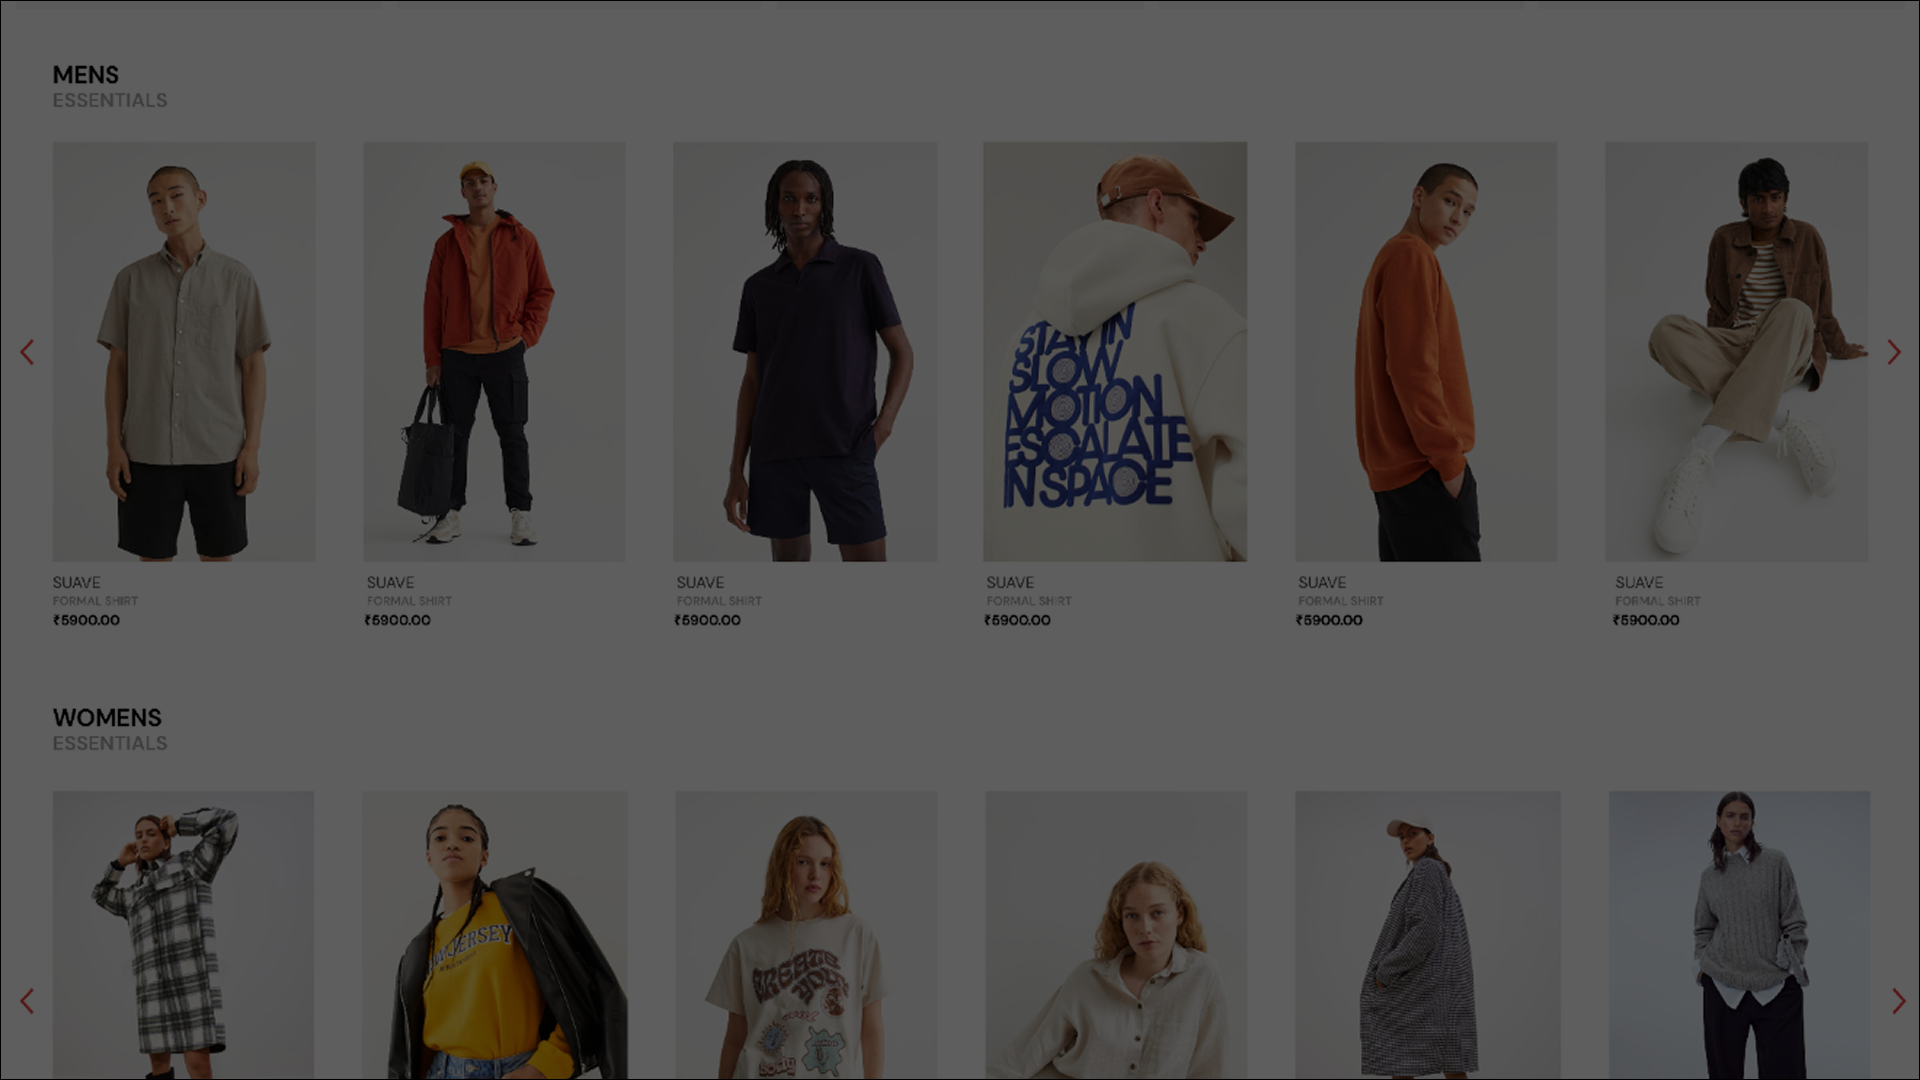 MENS
ESSENTIALS
STAY IN
SLOW
MOTION
ESCALATE
IN SPACE
SUAVE
FORMAL SHIRT
₹5900.00
SUAVE
FORMAL SHIRT
₹5900.00
SUAVE
FORMAL SHIRT
₹5900.00
SUAVE
FORMAL SHIRT
₹5900.00
SUAVE
FORMAL SHIRT
₹5900.00
SUAVE
FORMAL SHIRT
₹5900.00
WOMENS
ESSENTIALS
JERSEY
CREATE
YOUR